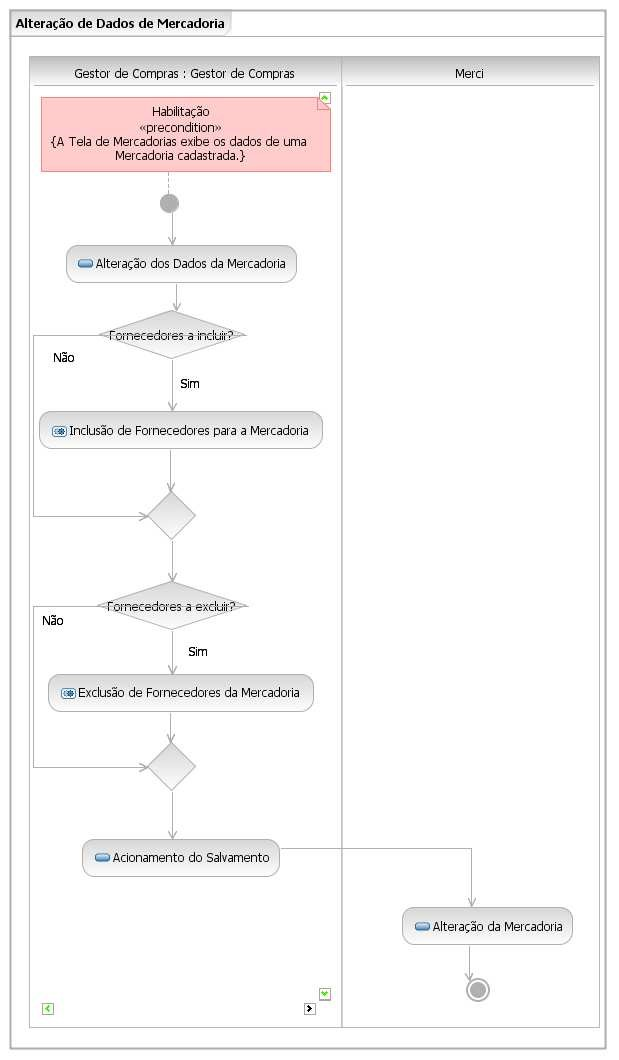 Alteração de Dados de Mercadoria
Gestor de Compras : Gestor de Compras
Merci
Habilitação
«precondition»
{A Tela de Mercadorias exibe os dados de uma
Mercadoria cadastrada.}
Alteração dos Dados da Mercadoria
Fornecedores a incluir?
Não
Sim
Inclusão de Fornecedores para a Mercadoria
Fornecedores a excluir?
Não
Sim
Exclusão de Fornecedores da Mercadoria
Acionamento do Salvamento
Alteração da Mercadoria